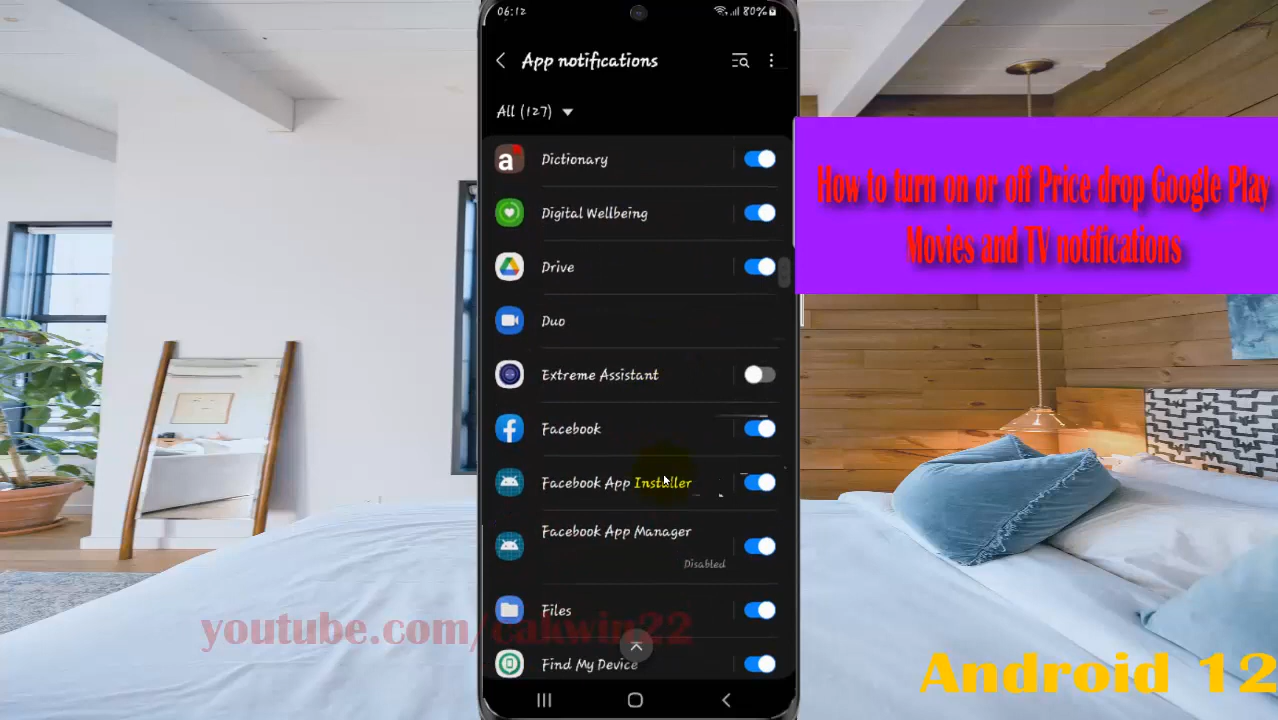 06:12
80%
App notifications
All (127)
Dictionary
Digital Wellbeing
Drive
Duo
Extreme Assistant
Facebook
Facebook App Installer
Facebook App Manager
Disabled
Files
Find My Device
How to turn on or off Price drop Google Play
Movies and TV notifications
youtube.com/cakwin22
Android 12